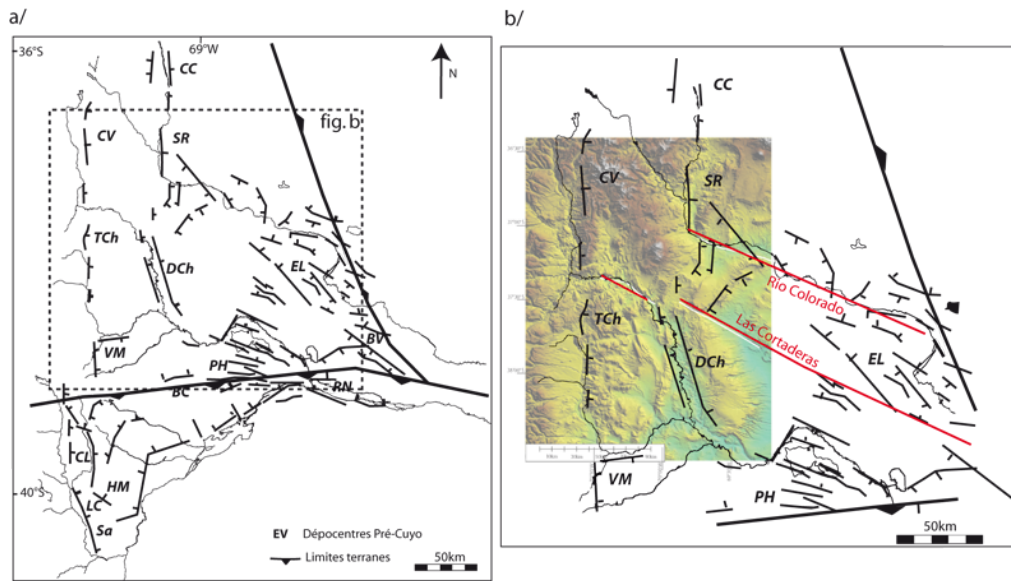 a/
36°S
69°W
CC
N
fig. b
CV
SR
TCh
DCh
EL
VM
PH
BV
BC
RN
CL
HM
40°S
LC
Sa
EV Dépocentres Pré-Cuyo
Limites terranes
50km
b/
CC
CV
SR
Rio Colorado
TCh
Las Cortaderas
DCh
EL
VM
PH
50km